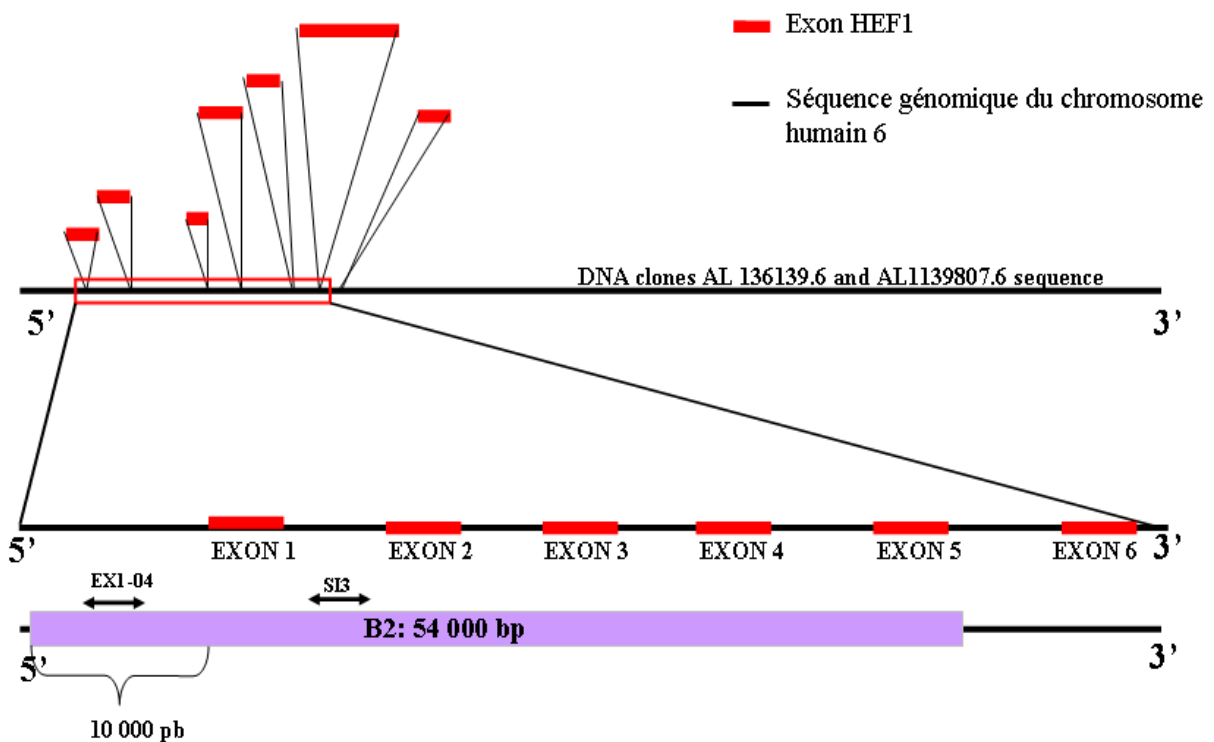 Exon HEF1
Séquence génomique du chromosome
humain 6
DNA clones AL 136139.6 and AL1139807.6 sequence
5’
3’
5’
EXON 1
EXON 2
EXON 3
EXON 4
EXON 5
EXON 6
3’
EX1-04
SI3
B2: 54 000 bp
5’
3’
10 000 pb